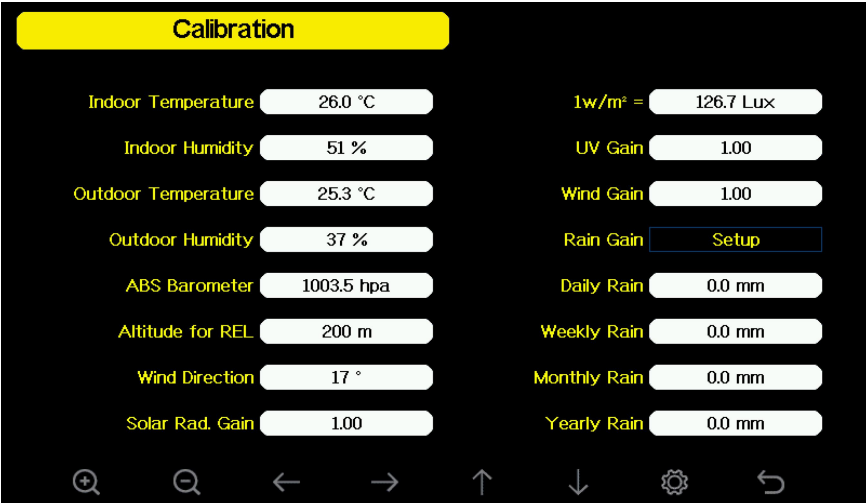 Calibration
Indoor Temperature 26.0 °C
Indoor Humidity 51 %
Outdoor Temperature 25.3 °C
Outdoor Humidity 37 %
ABS Barometer 1003.5 hpa
Altitude for REL 200 m
Wind Direction 17 °
Solar Rad. Gain 1.00
1w/m² = 126.7 Lux
UV Gain 1.00
Wind Gain 1.00
Rain Gain Setup
Daily Rain 0.0 mm
Weekly Rain 0.0 mm
Monthly Rain 0.0 mm
Yearly Rain 0.0 mm